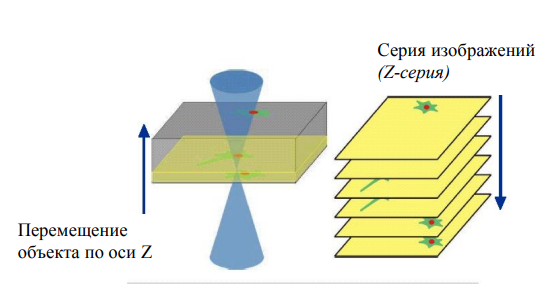 Серия изображений
(Z-серия)
Перемещение
объекта по оси Z